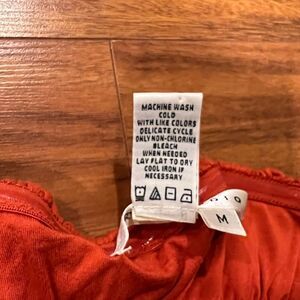 MACHINE WASH
COLD
WITH LIKE COLORS
DELICATE CYCLE
ONLY NON-CHLORINE
BLEACH
WHEN NEEDED
LAY FLAT TO DRY
COOL IRON IF
NECESSARY
M